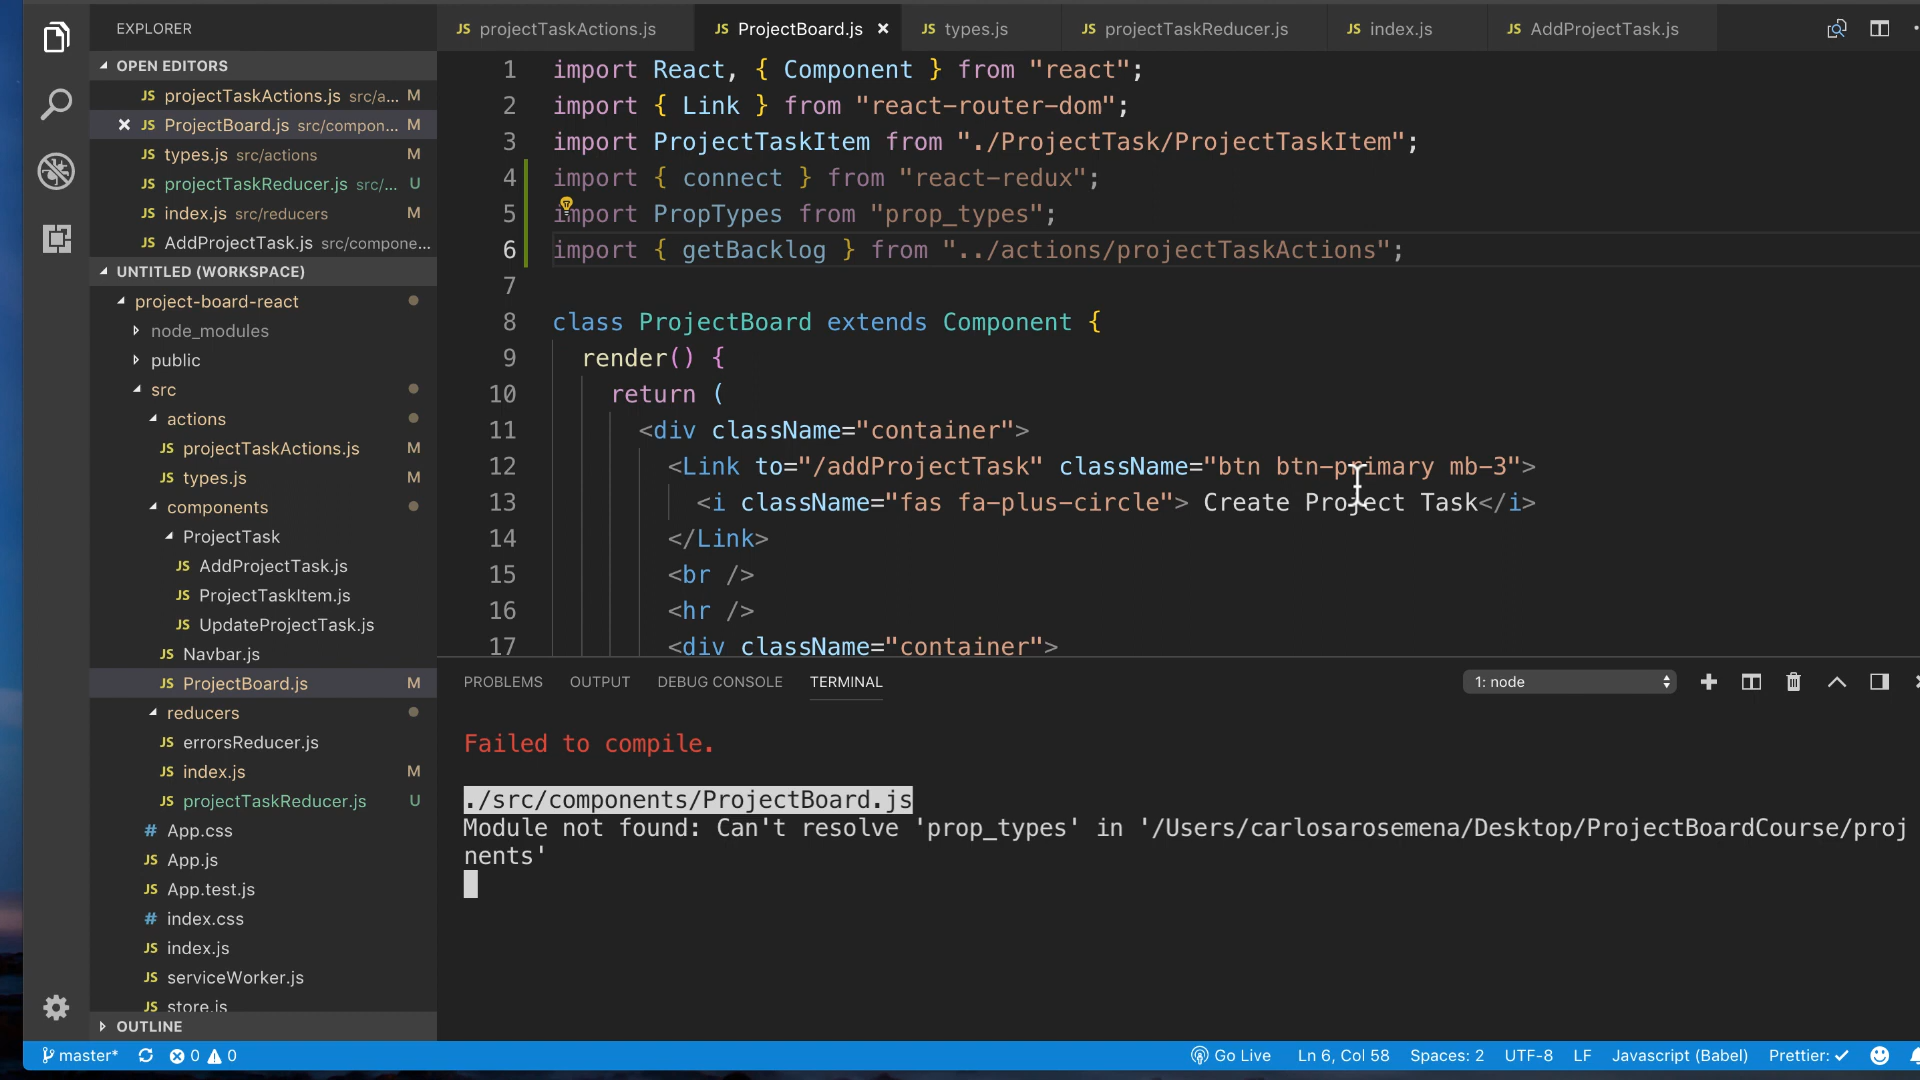 EXPLORER
OPEN EDITORS
JS projectTaskActions.js src/a... M
JS ProjectBoard.js src/compon... M
JS types.js src/actions M
JS projectTaskReducer.js src/... U
JS index.js src/reducers M
JS AddProjectTask.js src/compone...
UNTITLED (WORKSPACE)
project-board-react
node_modules
public
src
actions
JS projectTaskActions.js M
JS types.js M
components
ProjectTask
JS AddProjectTask.js
JS ProjectTaskItem.js
JS UpdateProjectTask.js
JS Navbar.js
JS ProjectBoard.js M
reducers
JS errorsReducer.js
JS index.js M
JS projectTaskReducer.js U
# App.css
JS App.js
JS App.test.js
# index.css
JS index.js
JS serviceWorker.js
JS store.js
OUTLINE
JS projectTaskActions.js JS ProjectBoard.js JS types.js JS projectTaskReducer.js JS index.js JS AddProjectTask.js
1 import React, { Component } from "react";
2 import { Link } from "react-router-dom";
3 import ProjectTaskItem from "./ProjectTask/ProjectTaskItem";
4 import { connect } from "react-redux";
5 import PropTypes from "prop_types";
6 import { getBacklog } from "../actions/projectTaskActions";
7
8 class ProjectBoard extends Component {
9 render() {
10 return (
11 <div className="container">
12 <Link to="/addProjectTask" className="btn btn-primary mb-3">
13 <i className="fas fa-plus-circle"> Create Project Task</i>
14 </Link>
15 <br />
16 <hr />
17 <div className="container">
PROBLEMS OUTPUT DEBUG CONSOLE TERMINAL 1: node
Failed to compile.
./src/components/ProjectBoard.js
Module not found: Can't resolve 'prop_types' in '/Users/carlosarosemena/Desktop/ProjectBoardCourse/proj
nents'
master* 0 0 Go Live Ln 6, Col 58 Spaces: 2 UTF-8 LF Javascript (Babel) Prettier: ✓